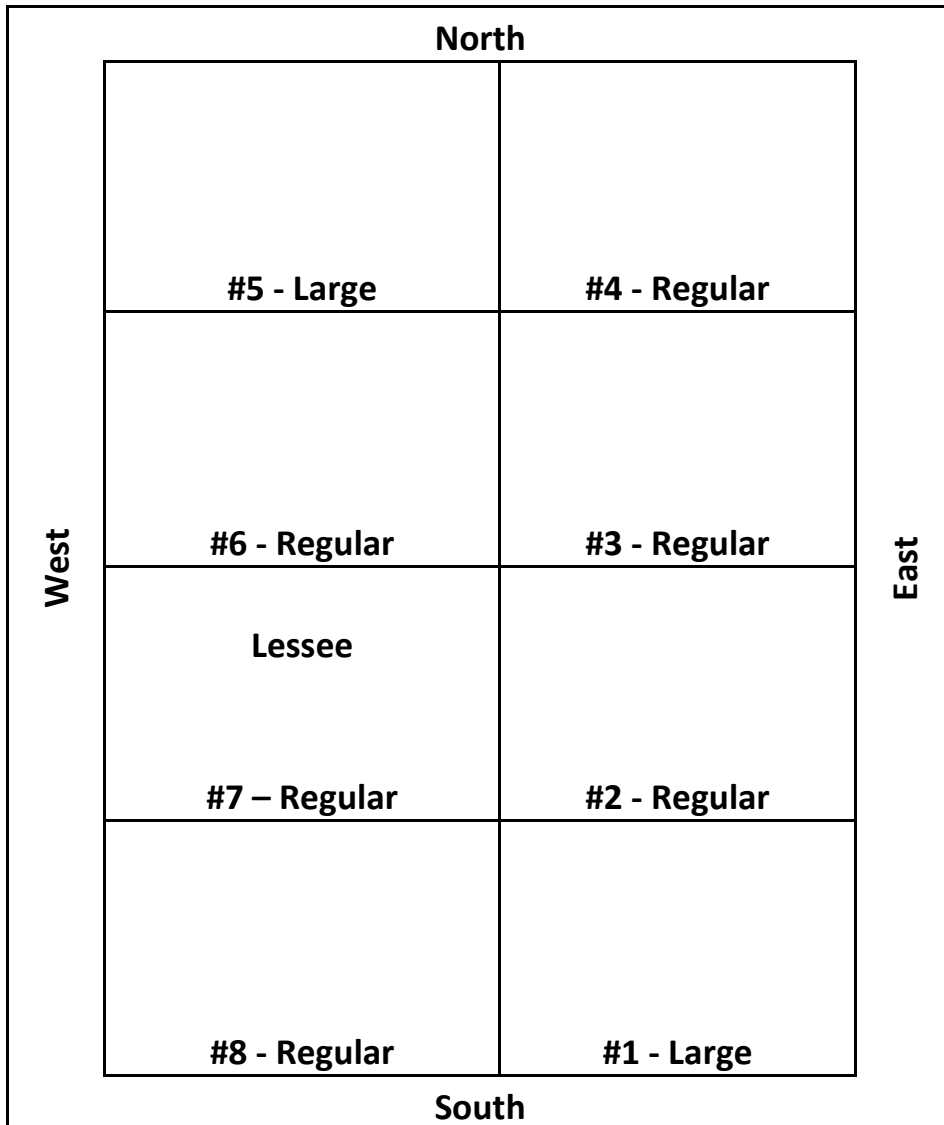 North
#5 - Large
#4 - Regular
#6 - Regular
#3 - Regular
West
East
Lessee
#7 – Regular
#2 - Regular
#8 - Regular
#1 - Large
South